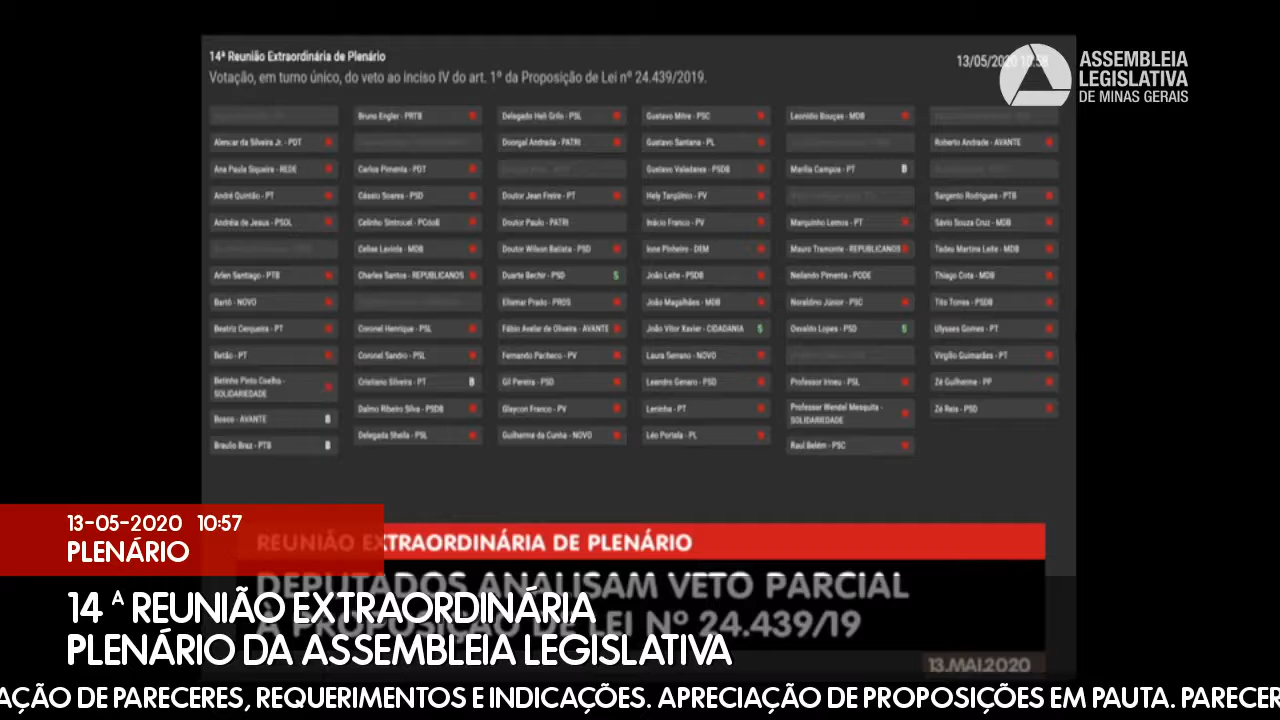 14ª Reunião Extraordinária de Plenário
13/05/2020 10:58
Votação, em turno único, do veto ao inciso IV do art. 1º da Proposição de Lei nº 24.439/2019.
ASSEMBLEIA
LEGISLATIVA
DE MINAS GERAIS
Alencar da Silveira Jr. - PDT
Ana Paula Siqueira - REDE
André Quintão - PT
Andréia de Jesus - PSOL
Arlen Santiago - PTB
Bartô - NOVO
Beatriz Cerqueira - PT
Betão - PT
Betinho Pinto Coelho -
SOLIDARIEDADE
Bosco - AVANTE B
Braulio Braz - PTB B
Bruno Engler - PRTB
Carlos Pimenta - PDT
Cássio Soares - PSD
Celinho Sintrocel - PCdoB
Celise Laviola - MDB
Charles Santos - REPUBLICANOS
Coronel Henrique - PSL
Coronel Sandro - PSL
Cristiano Silveira - PT B
Dalmo Ribeiro Silva - PSDB
Delegada Sheila - PSL
Delegado Heli Grilo - PSL
Doorgal Andrada - PATRI
Doutor Jean Freire - PT
Doutor Paulo - PATRI
Doutor Wilson Batista - PSD
Duarte Bechir - PSD S
Elismar Prado - PROS
Fábio Avelar de Oliveira - AVANTE
Fernando Pacheco - PV
Gil Pereira - PSD
Glaycon Franco - PV
Guilherme da Cunha - NOVO
Gustavo Mitre - PSC
Gustavo Santana - PL
Gustavo Valadares - PSDB
Hely Tarqüínio - PV
Inácio Franco - PV
Ione Pinheiro - DEM
João Leite - PSDB
João Magalhães - MDB
João Vítor Xavier - CIDADANIA S
Laura Serrano - NOVO
Leandro Genaro - PSD
Leninha - PT
Léo Portela - PL
Leonídio Bouças - MDB
Marília Campos - PT B
Marquinho Lemos - PT
Mauro Tramonte - REPUBLICANOS
Neilando Pimenta - PODE
Noraldino Júnior - PSC
Osvaldo Lopes - PSD S
Professor Irineu - PSL
Professor Wendel Mesquita -
SOLIDARIEDADE
Raul Belém - PSC
Roberto Andrade - AVANTE
Sargento Rodrigues - PTB
Sávio Souza Cruz - MDB
Tadeu Martins Leite - MDB
Thiago Cota - MDB
Tito Torres - PSDB
Ulysses Gomes - PT
Virgílio Guimarães - PT
Zé Guilherme - PP
Zé Reis - PSD
13-05-2020 10:57
PLENÁRIO
REUNIÃO EXTRAORDINÁRIA DE PLENÁRIO
DEPUTADOS ANALISAM VETO PARCIAL
À PROPOSIÇÃO DE LEI Nº 24.439/19
14 ª REUNIÃO EXTRAORDINÁRIA
PLENÁRIO DA ASSEMBLEIA LEGISLATIVA
13.MAI.2020
AÇÃO DE PARECERES, REQUERIMENTOS E INDICAÇÕES. APRECIAÇÃO DE PROPOSIÇÕES EM PAUTA. PARECER